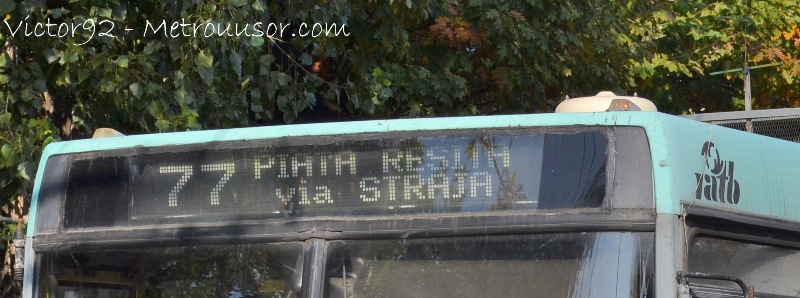 Victor92 - Metrouusor.com
77 PIATA RESITA
via STRAJA
ratb